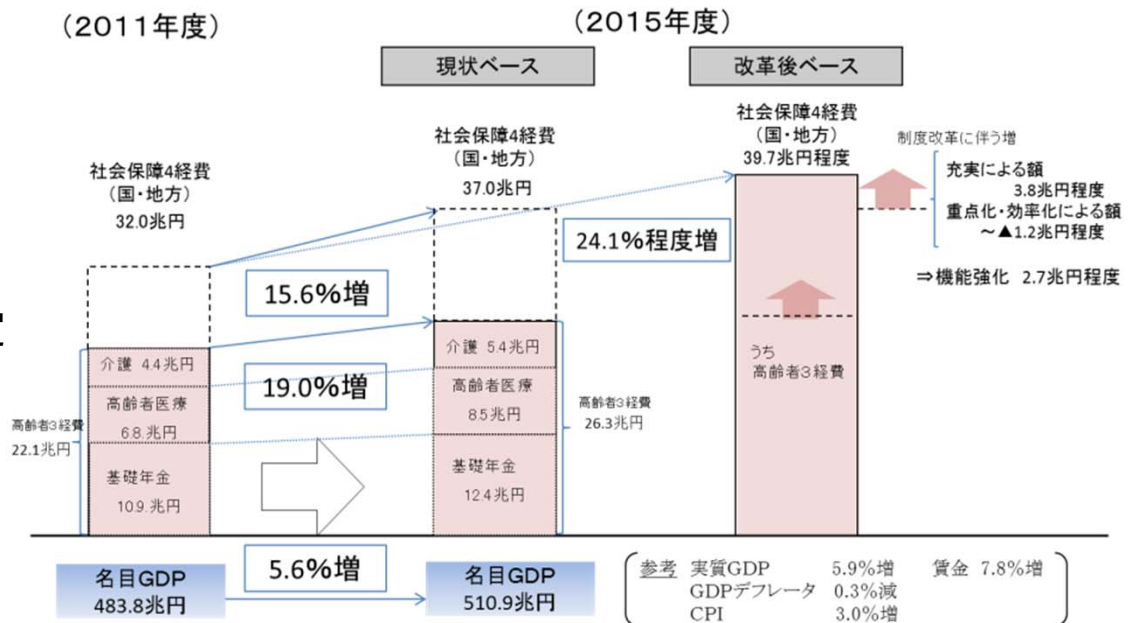 （2011年度）
（2015年度）
現状ベース
改革後ベース
社会保障4経費
（国・地方）
32.0兆円
社会保障4経費
（国・地方）
37.0兆円
社会保障4経費
（国・地方）
39.7兆円程度
制度改革に伴う増
充実による額
3.8兆円程度
重点化・効率化による額
～▲1.2兆円程度
⇒機能強化 2.7兆円程度
15.6%増
24.1%程度増
19.0%増
介護 4.4兆円
高齢者医療
6.8.兆円
基礎年金
10.9.兆円
高齢者3経費
22.1兆円
介護 5.4兆円
高齢者医療
8.5兆円
基礎年金
12.4.兆円
高齢者3経費
26.3兆円
うち
高齢者3経費
5.6%増
名目GDP
483.8兆円
名目GDP
510.9兆円
参考 実質GDP 5.9%増 賃金 7.8%増
GDPデフレータ 0.3%減
CPI 3.0%増